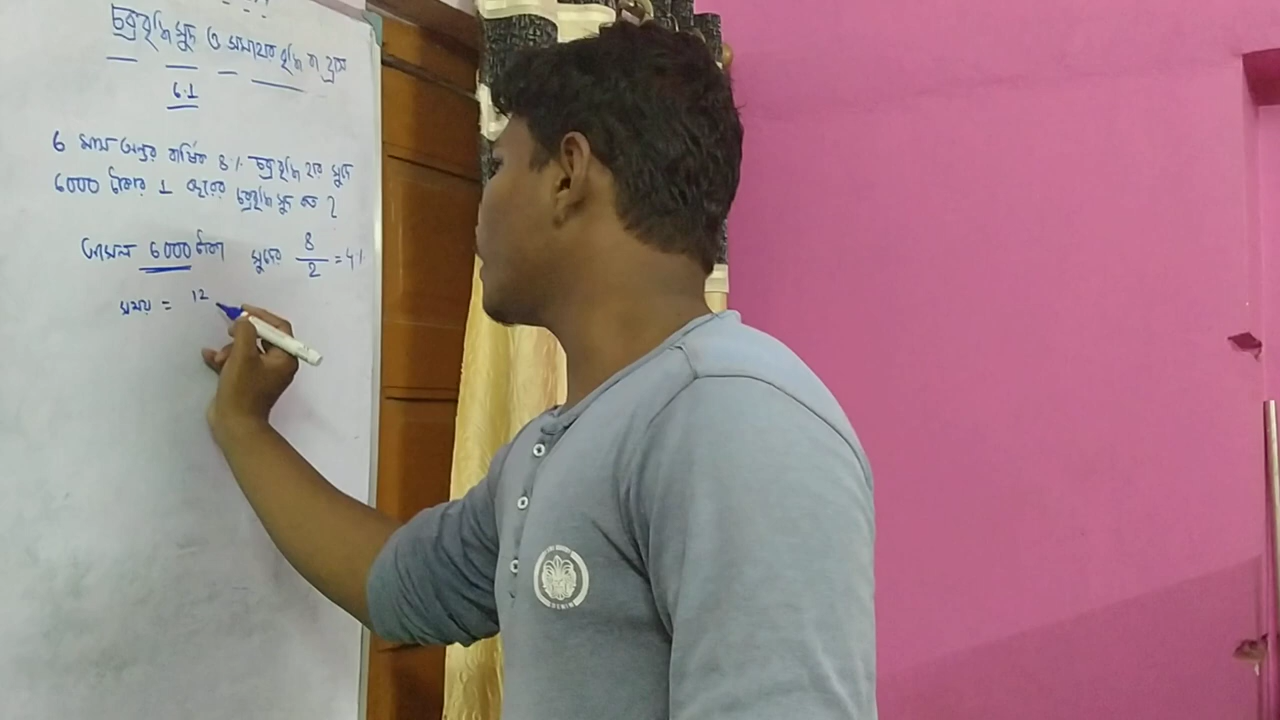 চক্রবৃদ্ধি সুদ ও সমাহার বৃদ্ধি বা হ্রাস
6.1
6 মাস অন্তর বার্ষিক 8% চক্রবৃদ্ধি হার সুদে
6000 টাকার 1 বছরের চক্রবৃদ্ধি সুদ কত ?
আসল 6000 টাকা সুদের 8/2 = 4%
সময় = 12